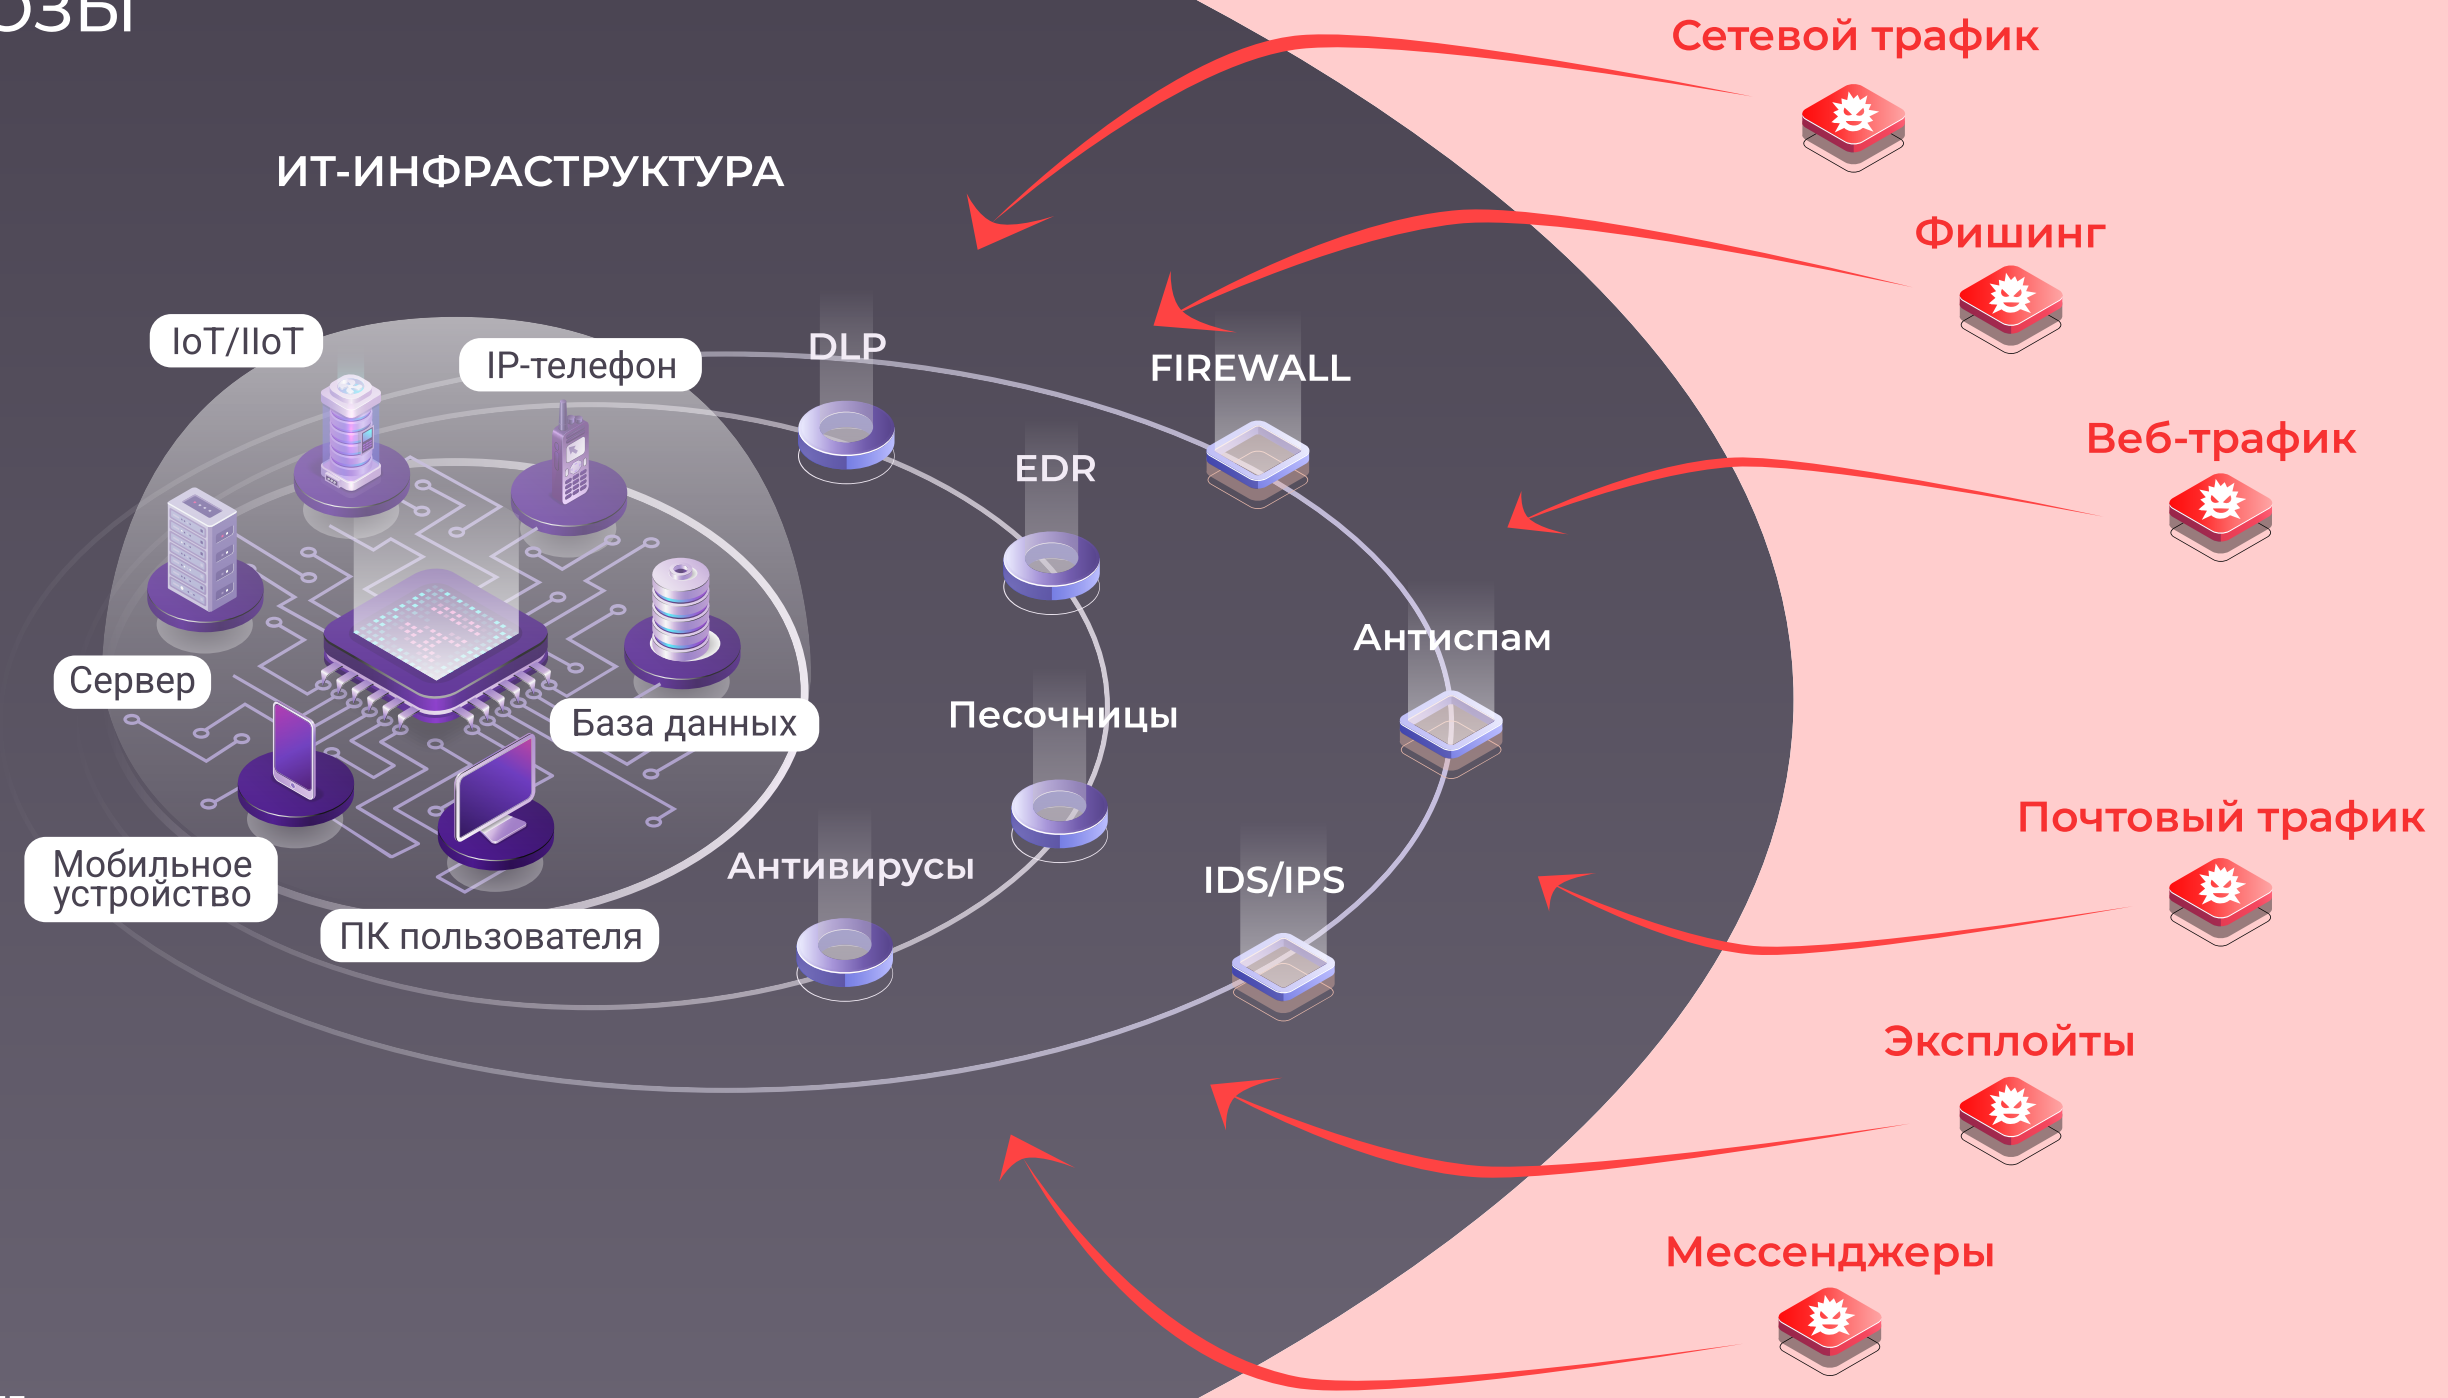 ОЗЫ
Сетевой трафик
ИТ-ИНФРАСТРУКТУРА
Фишинг
IoT/IIoT
IP-телефон
DLP
FIREWALL
EDR
Веб-трафик
Антиспам
Сервер
База данных
Песочницы
Почтовый трафик
Мобильное
устройство
Антивирусы
IDS/IPS
ПК пользователя
Эксплойты
Мессенджеры